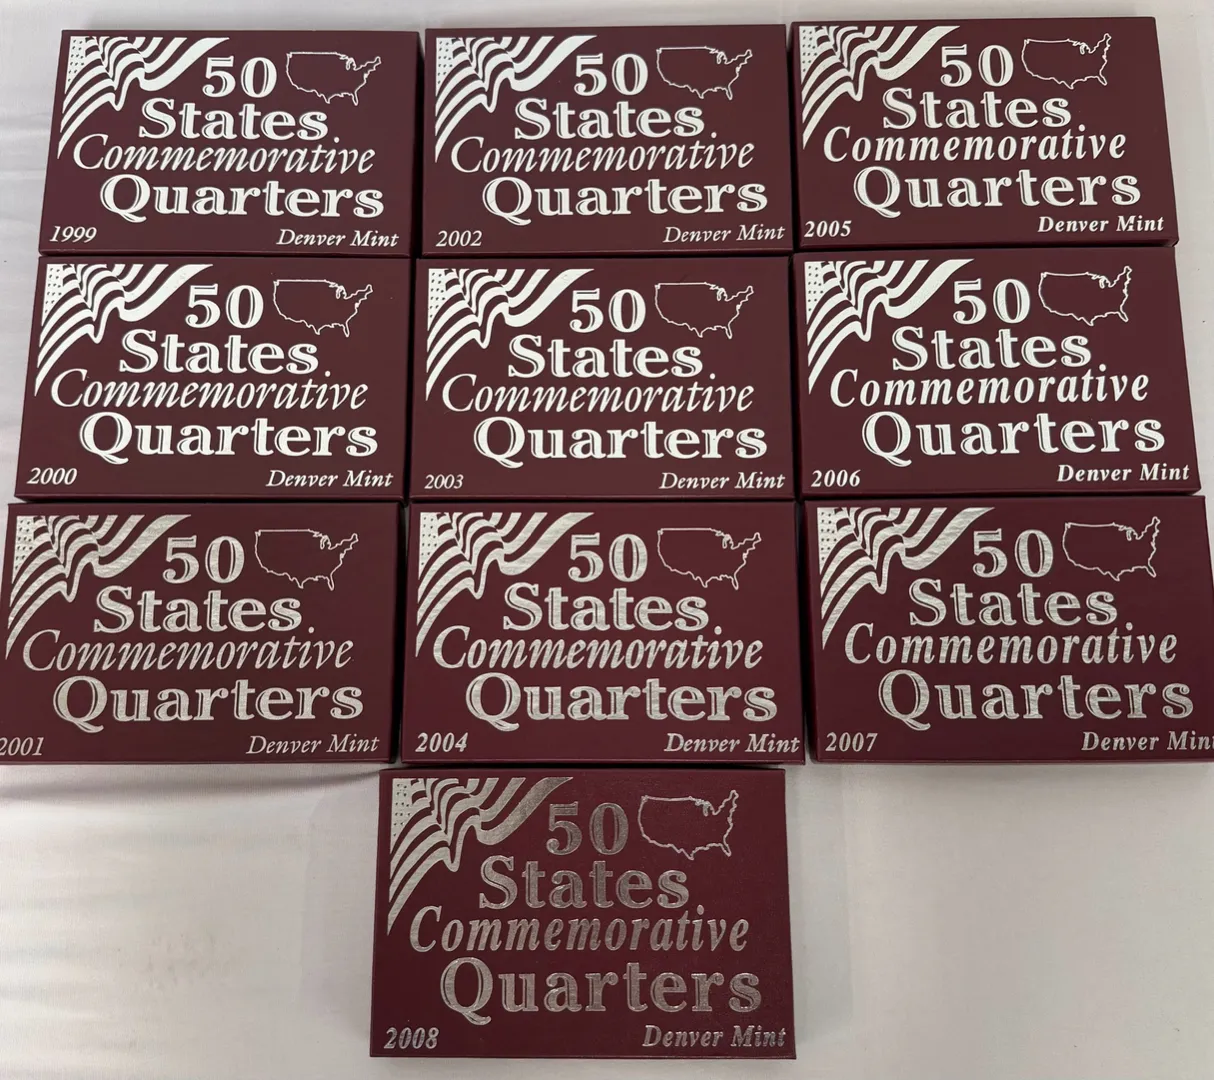 50
States
Commemorative
Quarters
1999 Denver Mint
50
States
Commemorative
Quarters
2002 Denver Mint
50
States
Commemorative
Quarters
2005 Denver Mint
50
States
Commemorative
Quarters
2000 Denver Mint
50
States
Commemorative
Quarters
2003 Denver Mint
50
States
Commemorative
Quarters
2006 Denver Mint
50
States
Commemorative
Quarters
2001 Denver Mint
50
States
Commemorative
Quarters
2004 Denver Mint
50
States
Commemorative
Quarters
2007 Denver Mint
50
States
Commemorative
Quarters
2008 Denver Mint